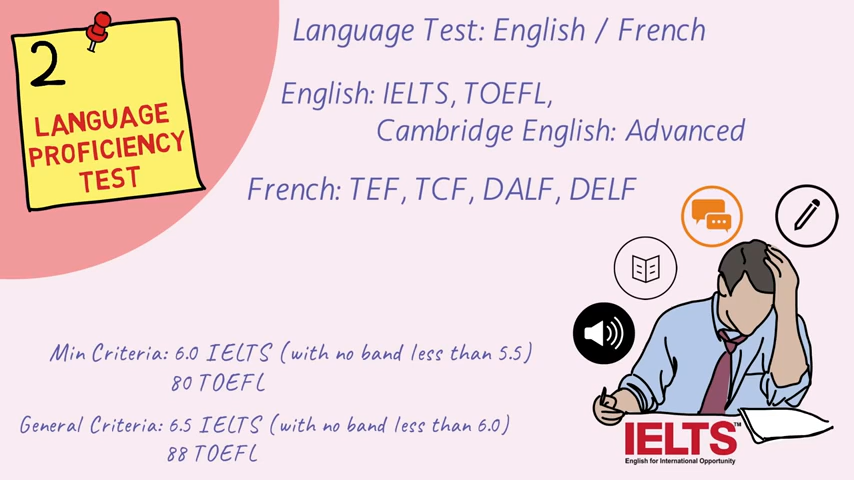 2
LANGUAGE
PROFICIENCY
TEST
Language Test: English / French
English: IELTS, TOEFL,
Cambridge English: Advanced
French: TEF, TCF, DALF, DELF
Min Criteria: 6.0 IELTS (with no band less than 5.5)
80 TOEFL
General Criteria: 6.5 IELTS (with no band less than 6.0)
88 TOEFL
IELTS™
English for International Opportunity